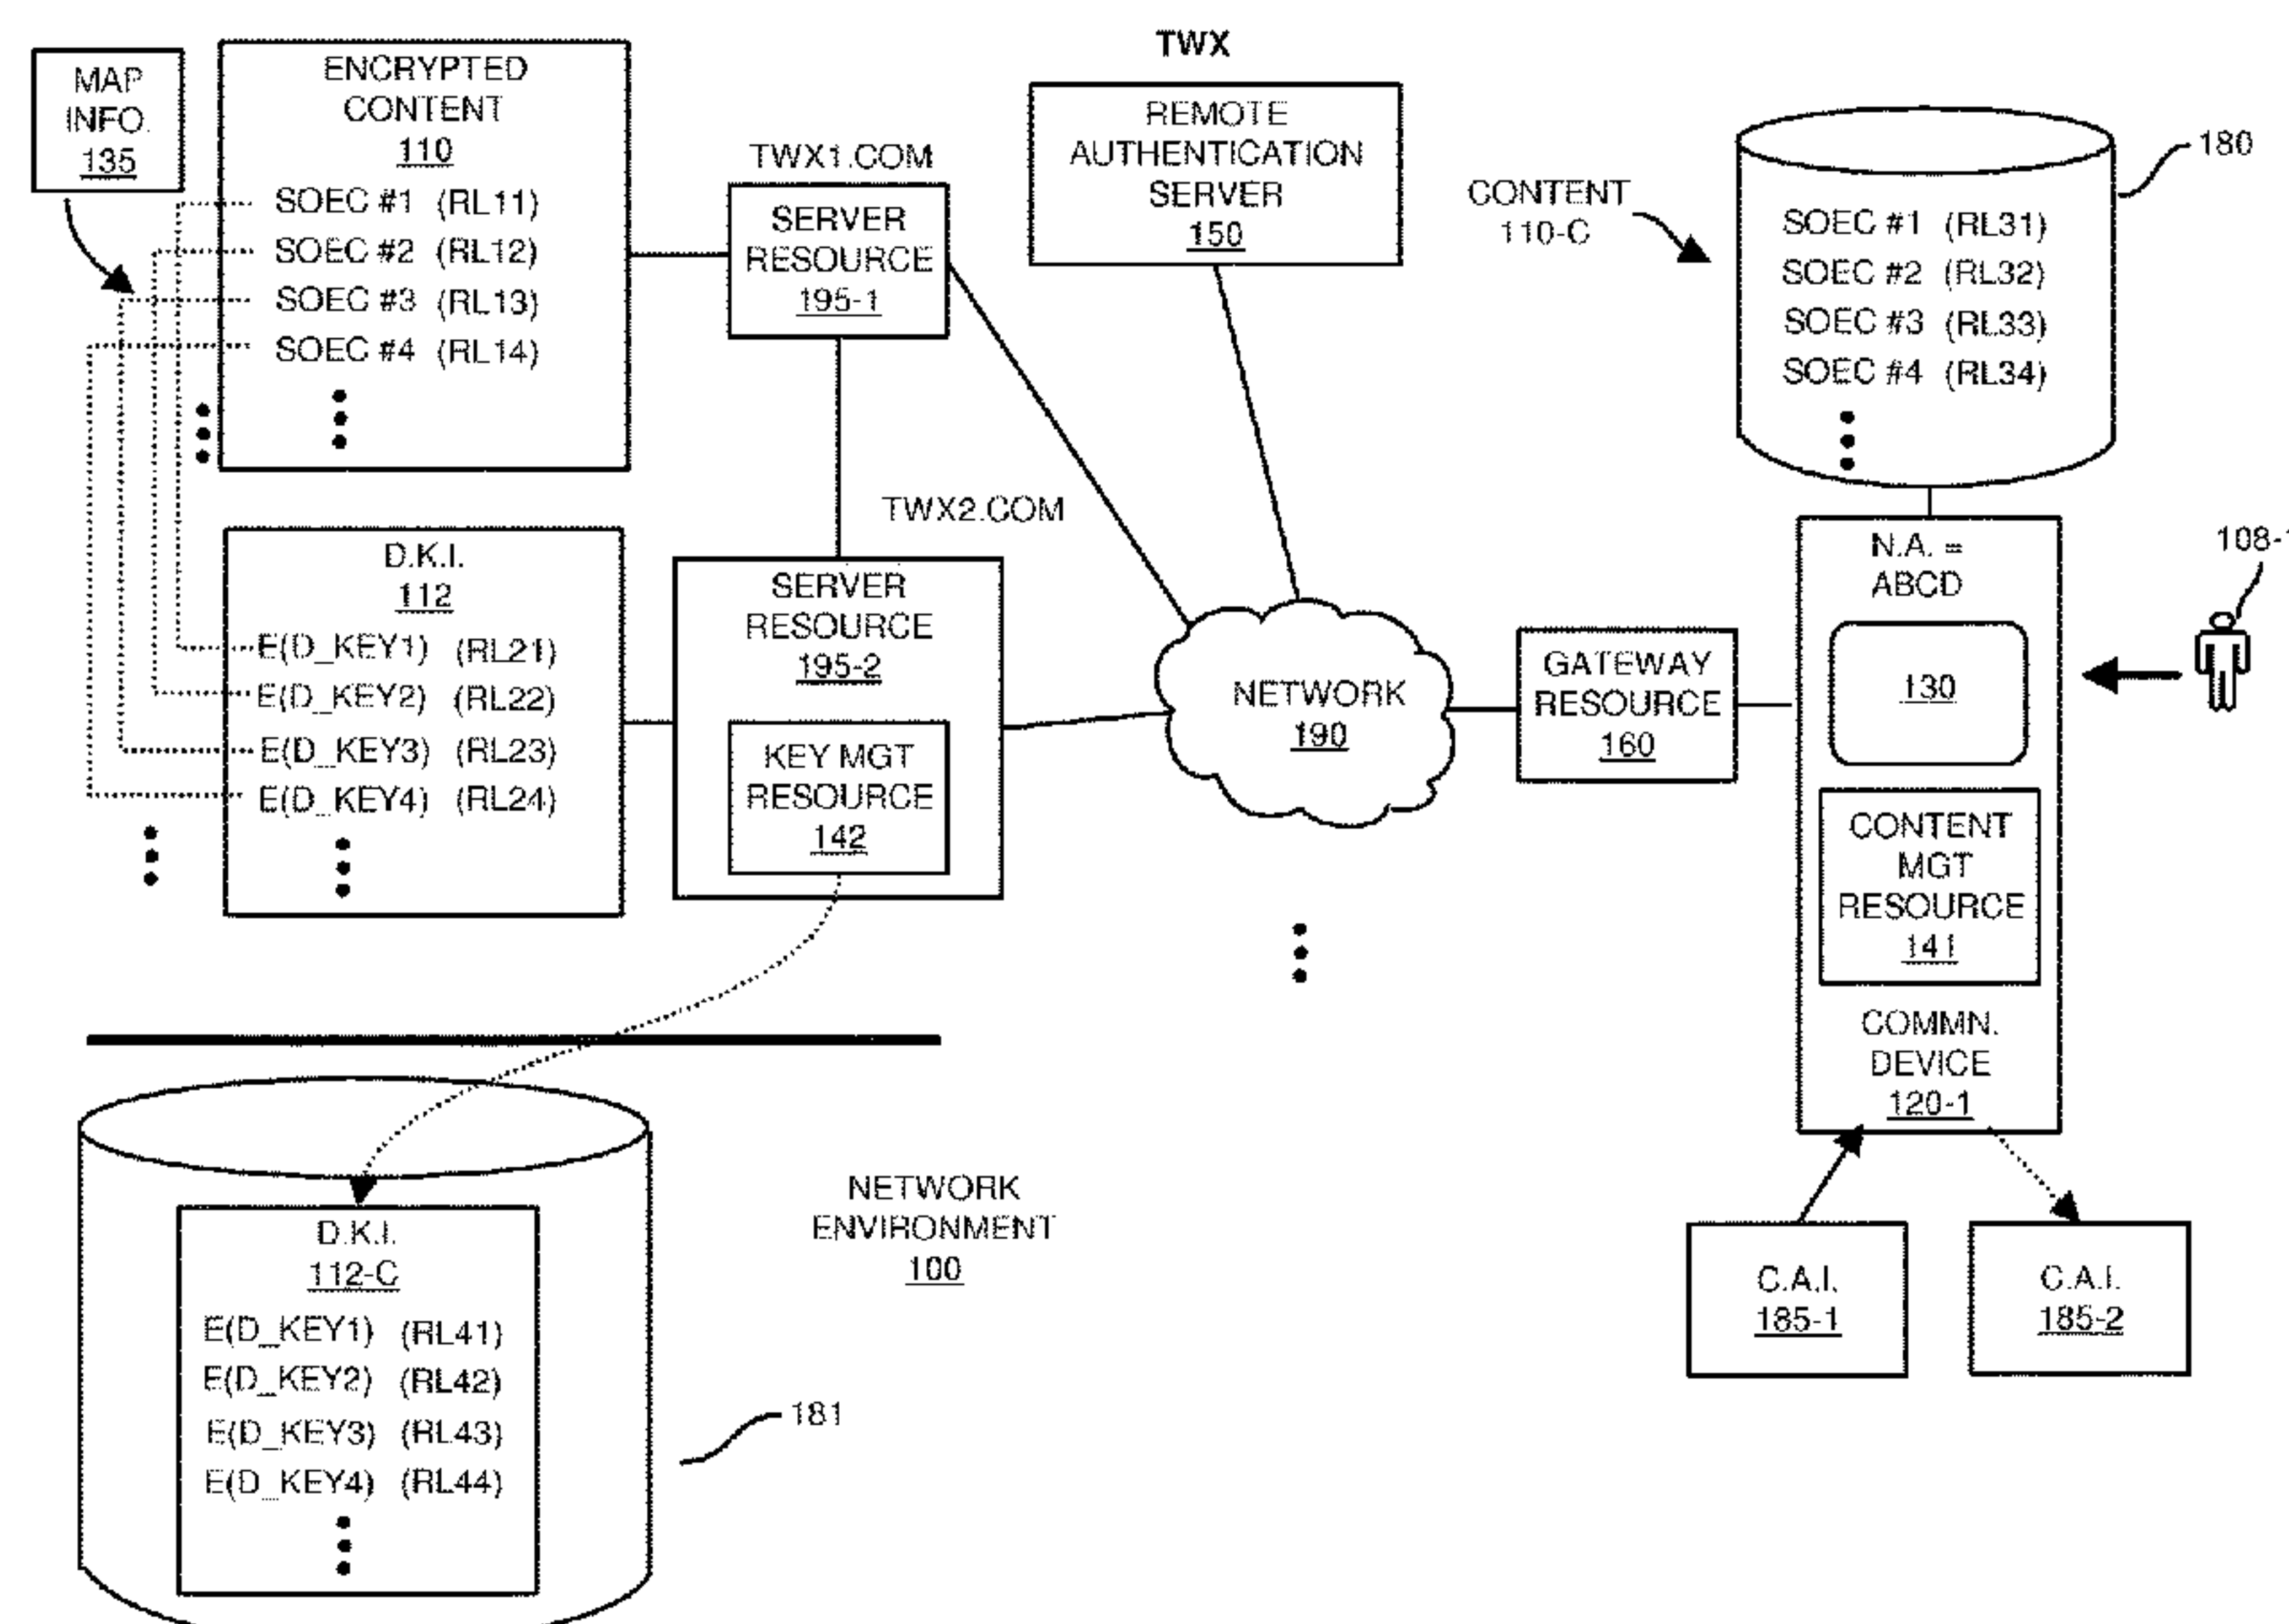 MAP
INFO.
135
ENCRYPTED
CONTENT
110
SOEC #1 (RL11)
SOEC #2 (RL12)
SOEC #3 (RL13)
SOEC #4 (RL14)
TWX1.COM
SERVER
RESOURCE
195-1
TWX
REMOTE
AUTHENTICATION
SERVER
150
CONTENT
110-C
180
SOEC #1 (RL31)
SOEC #2 (RL32)
SOEC #3 (RL33)
SOEC #4 (RL34)
D.K.I.
112
E(D_KEY1) (RL21)
E(D_KEY2) (RL22)
E(D_KEY3) (RL23)
E(D_KEY4) (RL24)
TWX2.COM
SERVER
RESOURCE
195-2
KEY MGT
RESOURCE
142
NETWORK
190
GATEWAY
RESOURCE
160
N.A. =
ABCD
130
CONTENT
MGT
RESOURCE
141
COMMN.
DEVICE
120-1
108-1
D.K.I.
112-C
E(D_KEY1) (RL41)
E(D_KEY2) (RL42)
E(D_KEY3) (RL43)
E(D_KEY4) (RL44)
181
NETWORK
ENVIRONMENT
100
C.A.I.
185-1
C.A.I.
185-2